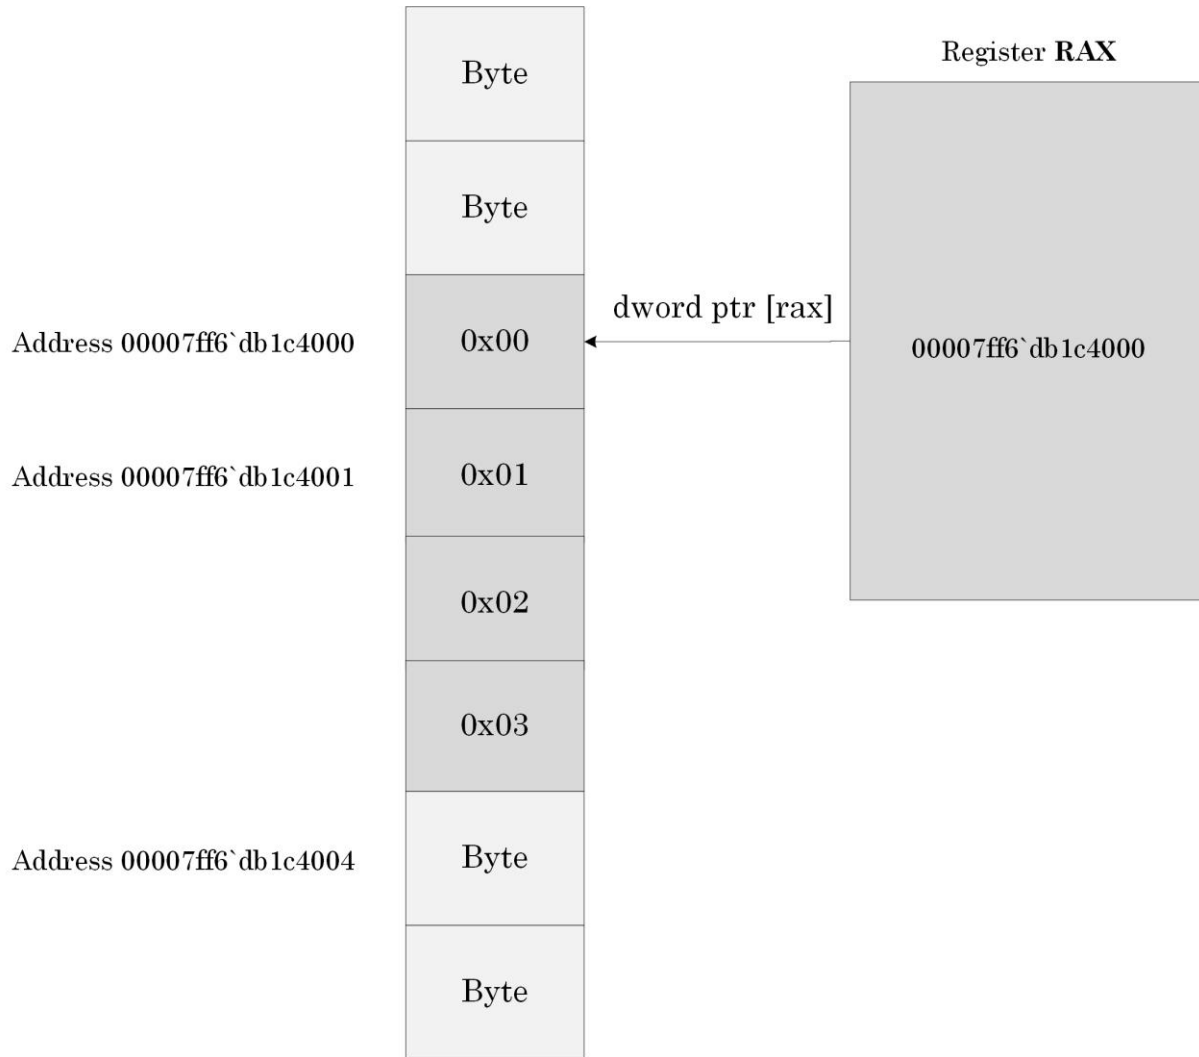 Register RAX
Byte
Byte
dword ptr [rax]
Address 00007ff6`db1c4000
0x00
00007ff6`db1c4000
Address 00007ff6`db1c4001
0x01
0x02
0x03
Address 00007ff6`db1c4004
Byte
Byte